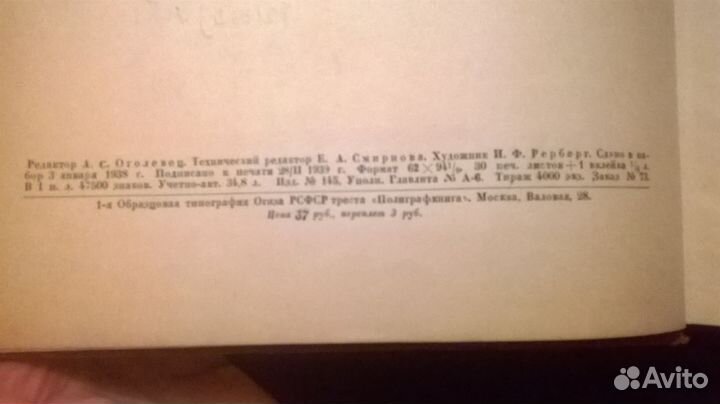 Редактор А. С. Оголевец. Технический редактор Е. А. Смирнова. Художник И. Ф. Рерберг. Сдано в на-
бор 3 января 1938 г. Подписано к печати 28/II 1939 г. Формат 62 × 94 1/16. 30 печ. листов + 1 вклейка 1/4 л.
В 1 п. л. 47500 знаков. Учетно-авт. 34,8 л. Изд. № 145. Уполн. Главлита № А-6. Тираж 4000 экз. Заказ № 73.
1-я Образцовая типография Огиза РСФСР треста «Полиграфкнига». Москва, Валовая, 28.
Цена 37 руб., переплет 3 руб.
Avito